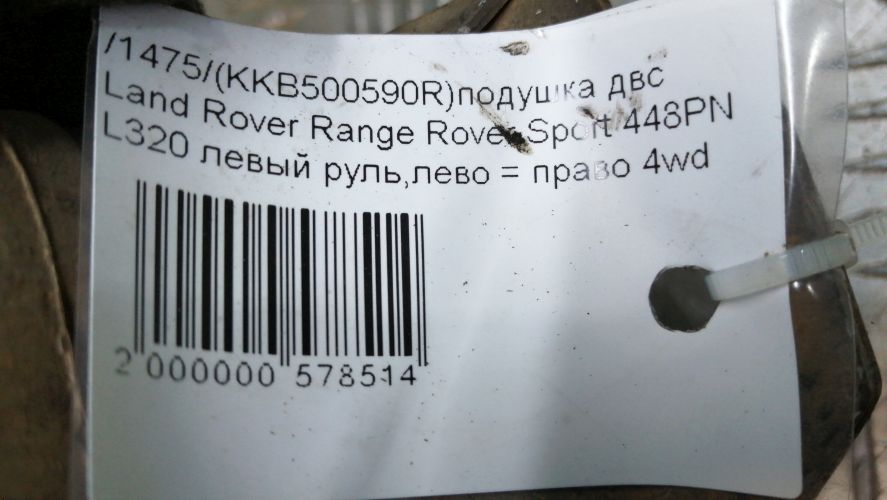 /1475/(KKB500590R)подушка двс
Land Rover Range Rover Sport 448PN
L320 левый руль,лево = право 4wd
2 000000 578514